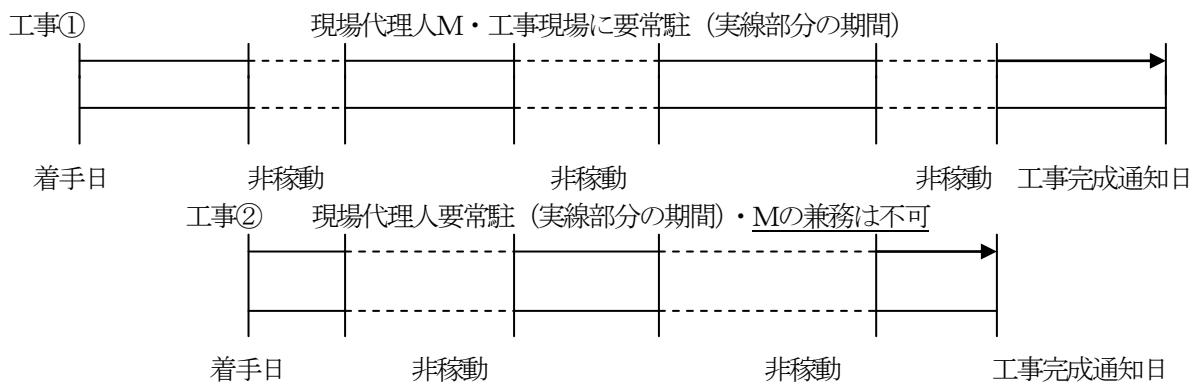 工事① 現場代理人M・工事現場に要常駐（実線部分の期間）
着手日 非稼動 非稼動 非稼動 工事完成通知日
工事② 現場代理人要常駐（実線部分の期間）・Mの兼務は不可
着手日 非稼動 非稼動 工事完成通知日